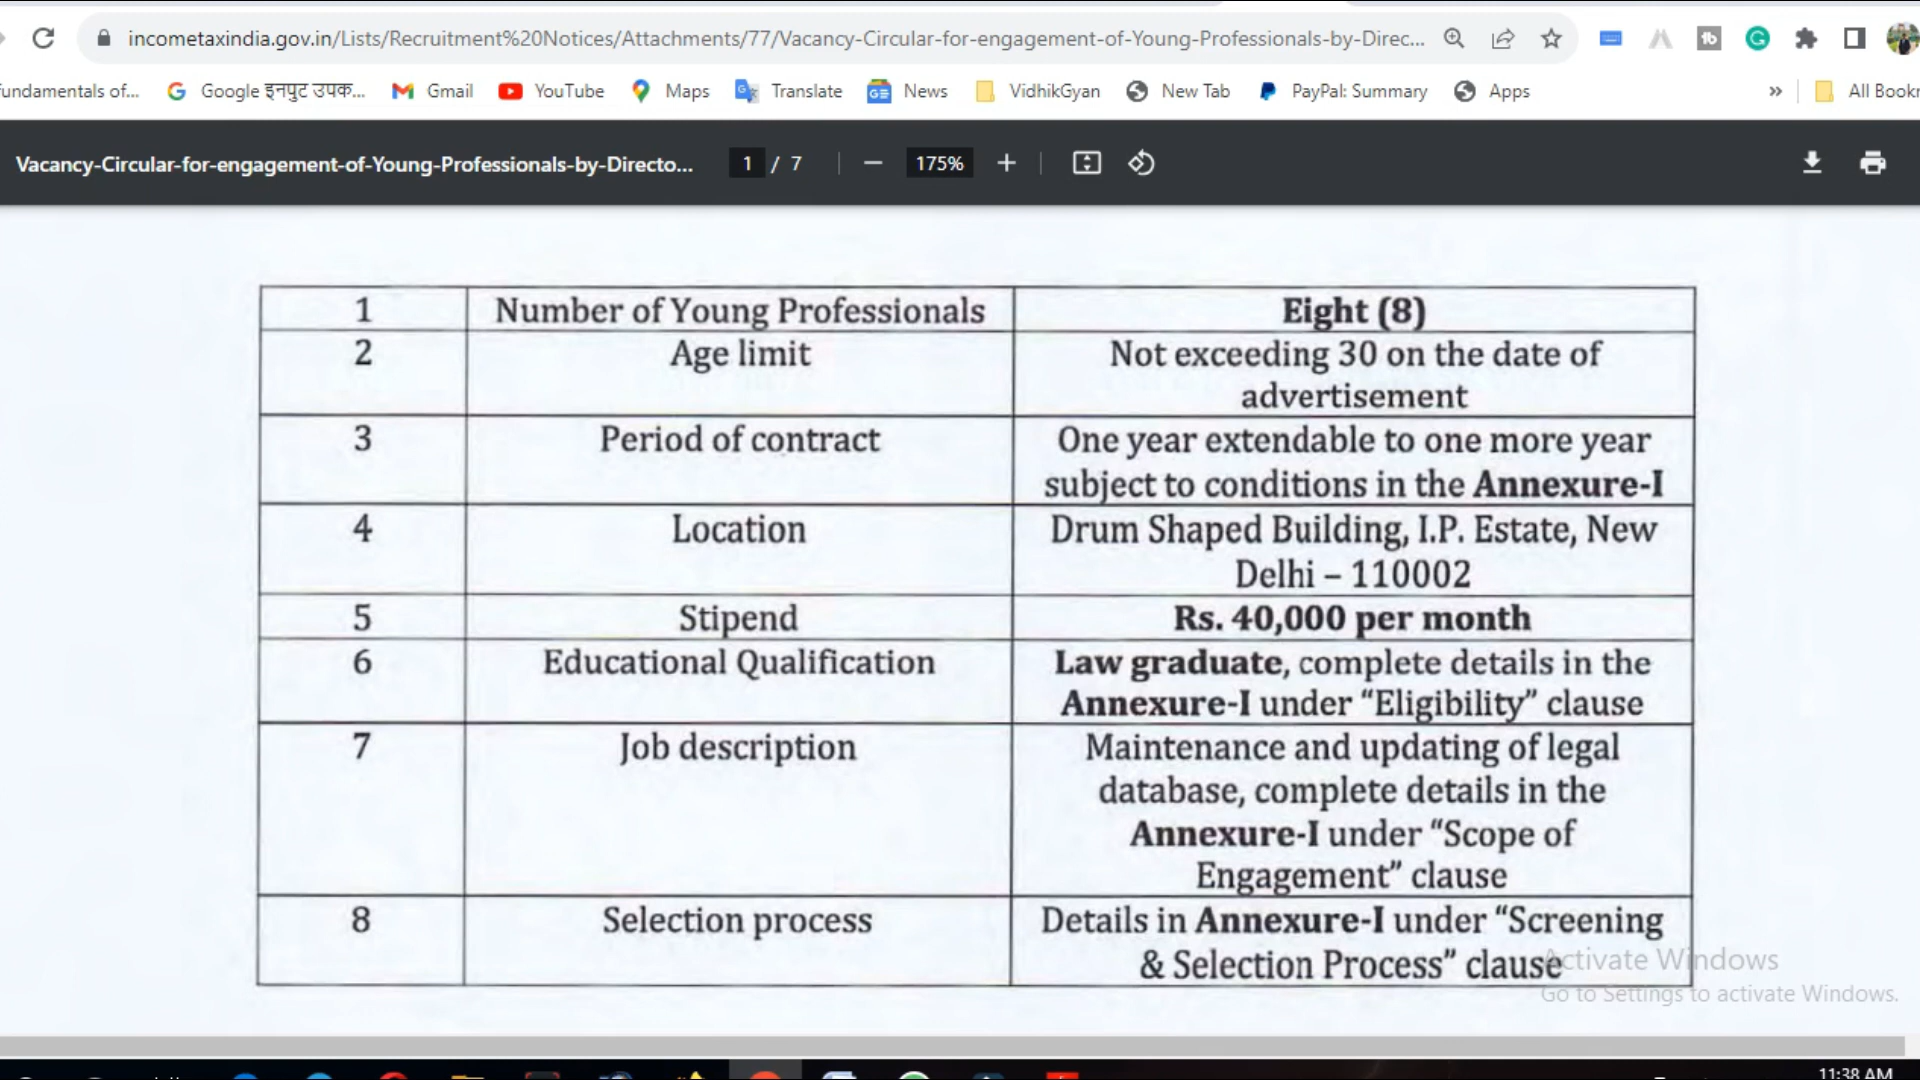 incometaxindia.gov.in/Lists/Recruitment%20Notices/Attachments/77/Vacancy-Circular-for-engagement-of-Young-Professionals-by-Direc...
undamentals of...
Google इनपुट उपक...
Gmail
YouTube
Maps
Translate
News
VidhikGyan
New Tab
PayPal: Summary
Apps
»
All Bookr
Vacancy-Circular-for-engagement-of-Young-Professionals-by-Directo...
1 / 7
175%
1 Number of Young Professionals Eight (8)
2 Age limit Not exceeding 30 on the date of
advertisement
3 Period of contract One year extendable to one more year
subject to conditions in the Annexure-I
4 Location Drum Shaped Building, I.P. Estate, New
Delhi – 110002
5 Stipend Rs. 40,000 per month
6 Educational Qualification Law graduate, complete details in the
Annexure-I under “Eligibility” clause
7 Job description Maintenance and updating of legal
database, complete details in the
Annexure-I under “Scope of
Engagement” clause
8 Selection process Details in Annexure-I under “Screening
& Selection Process” clause
Activate Windows
Go to Settings to activate Windows.
11:38 AM